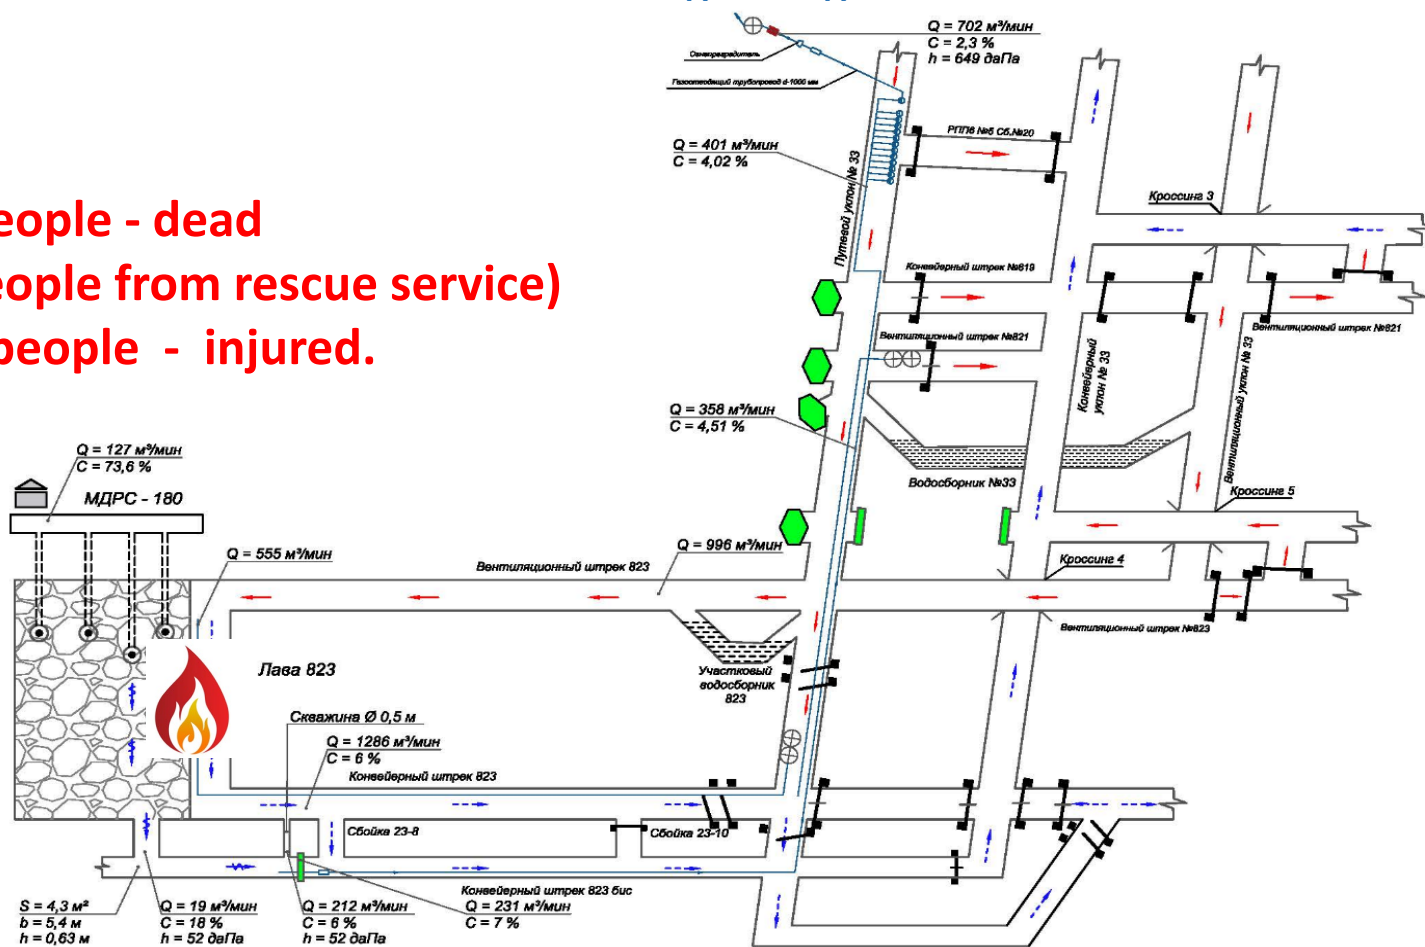 Q = 702 м³/мин
C = 2,3 %
h = 649 даПа
Огнепреградитель
Газоотводящий трубопровод d-1000 мм
РППВ №5 Сб.№20
Q = 401 м³/мин
C = 4,02 %
Путевой уклон № 33
Кроссинг 3
eople - dead
eople from rescue service)
people - injured.
Конвейерный штрек №819
Вентиляционный штрек №821
Вентиляционный штрек №821
Конвейерный
уклон № 33
Вентиляционный уклон № 33
Q = 358 м³/мин
C = 4,51 %
Водосборник №33
Кроссинг 5
Q = 127 м³/мин
C = 73,6 %
МДРС - 180
Q = 555 м³/мин
Q = 996 м³/мин
Вентиляционный штрек 823
Кроссинг 4
Вентиляционный штрек №823
Лава 823
Участковый
водосборник
823
Скважина Ø 0,5 м
Q = 1286 м³/мин
C = 6 %
Конвейерный штрек 823
Сбойка 23-8
Сбойка 23-10
Конвейерный штрек 823 бис
S = 4,3 м²
b = 5,4 м
h = 0,63 м
Q = 19 м³/мин
C = 18 %
h = 52 даПа
Q = 212 м³/мин
C = 6 %
h = 52 даПа
Q = 231 м³/мин
C = 7 %